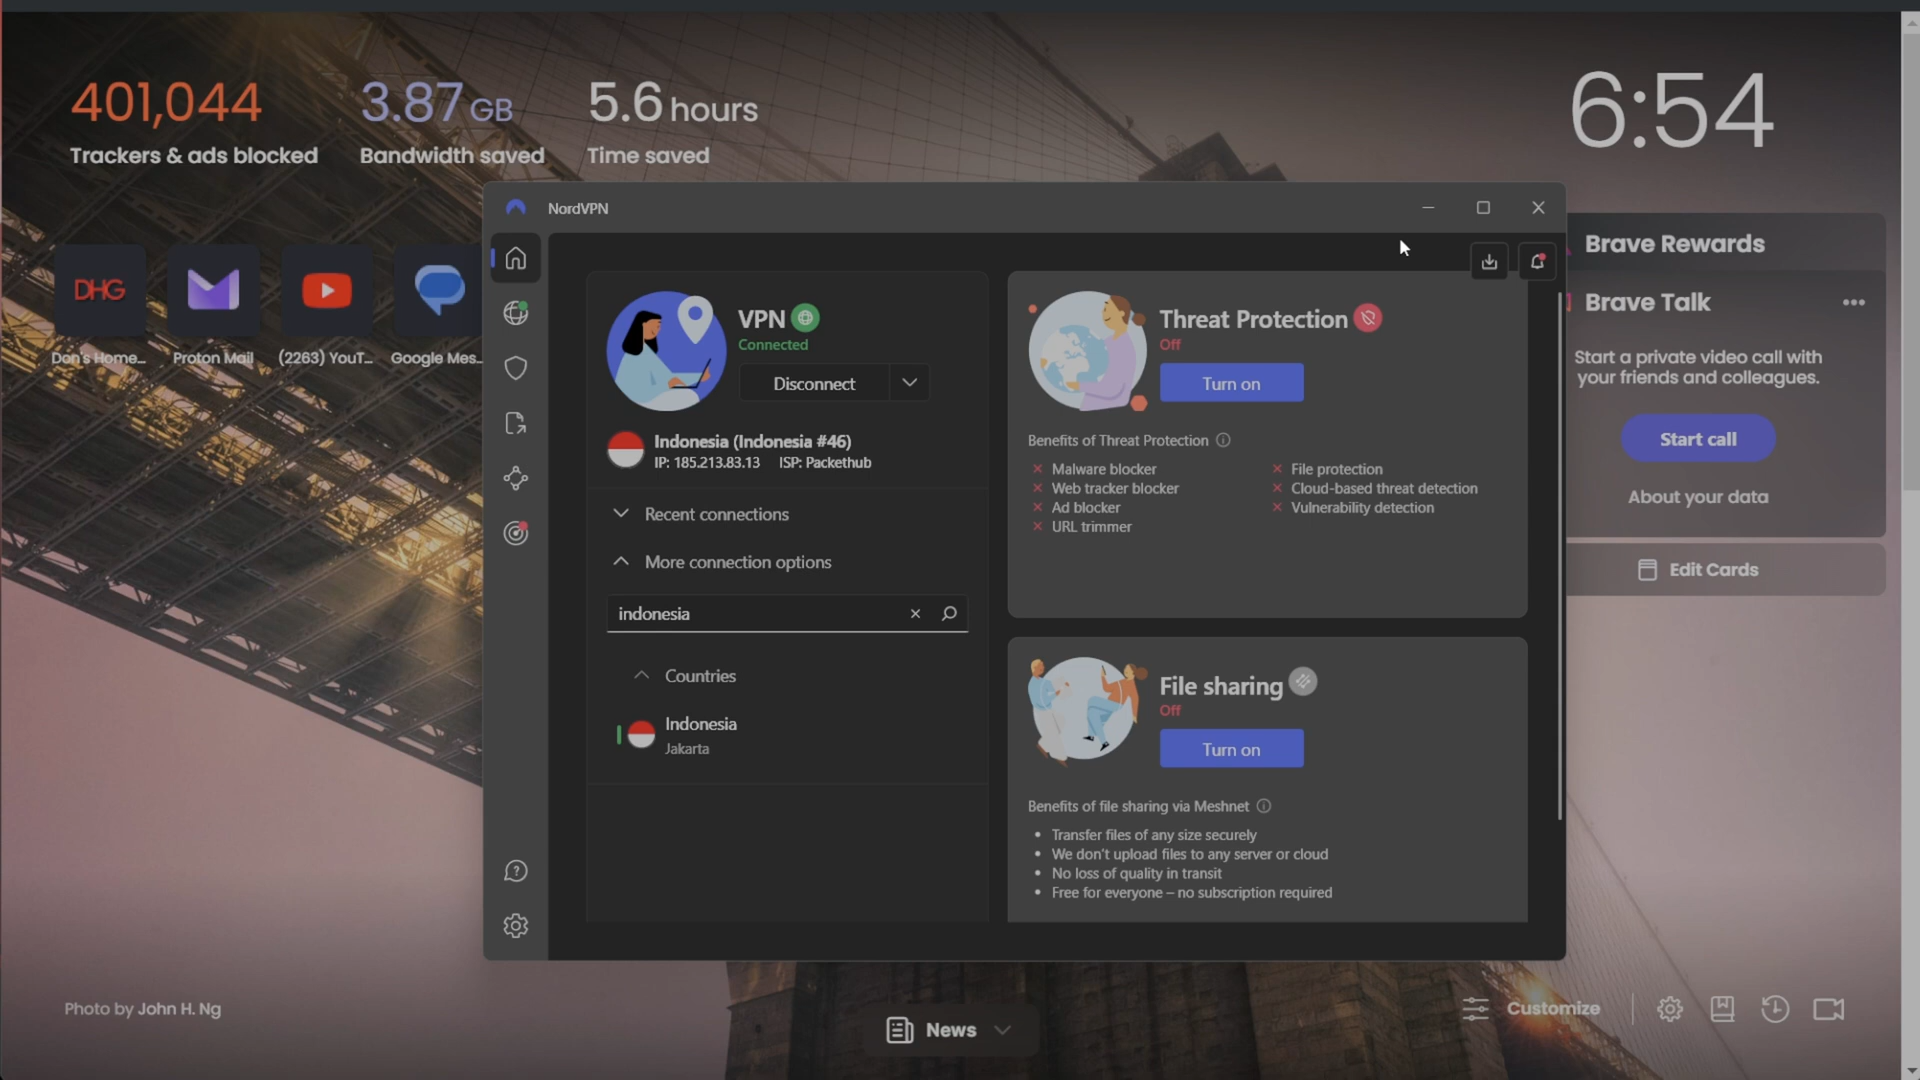 401,044
Trackers & ads blocked
3.87 GB
Bandwidth saved
5.6 hours
Time saved
6:54
DHG
Don's Home...
Proton Mail
(2263) YouT...
Google Mes...
NordVPN
VPN
Connected
Disconnect
Indonesia (Indonesia #46)
IP: 185.213.83.13 ISP: Packethub
Recent connections
More connection options
indonesia
Countries
Indonesia
Jakarta
Threat Protection
Off
Turn on
Benefits of Threat Protection
Malware blocker
Web tracker blocker
Ad blocker
URL trimmer
File protection
Cloud-based threat detection
Vulnerability detection
File sharing
Off
Turn on
Benefits of file sharing via Meshnet
• Transfer files of any size securely
• We don't upload files to any server or cloud
• No loss of quality in transit
• Free for everyone – no subscription required
Brave Rewards
Brave Talk
Start a private video call with
your friends and colleagues.
Start call
About your data
Edit Cards
Photo by John H. Ng
News
Customize